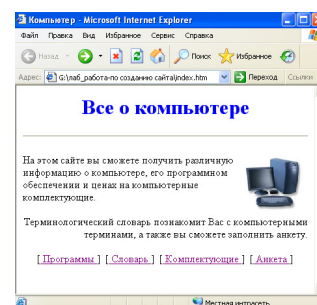 Компьютер - Microsoft Internet Explorer
Файл Правка Вид Избранное Сервис Справка
Назад Поиск Избранное
Адрес: G:\лаб_работа-по созданию сайта\index.htm Переход Ссылки
Все о компьютере
На этом сайте вы сможете получить различную
информацию о компьютере, его программном
обеспечении и ценах на компьютерные
комплектующие.
Терминологический словарь познакомит Вас с компьютерными
терминами, а также вы сможете заполнить анкету.
[ Программы ] [ Словарь ] [ Комплектующие ] [ Анкета ]
Местная интрасеть